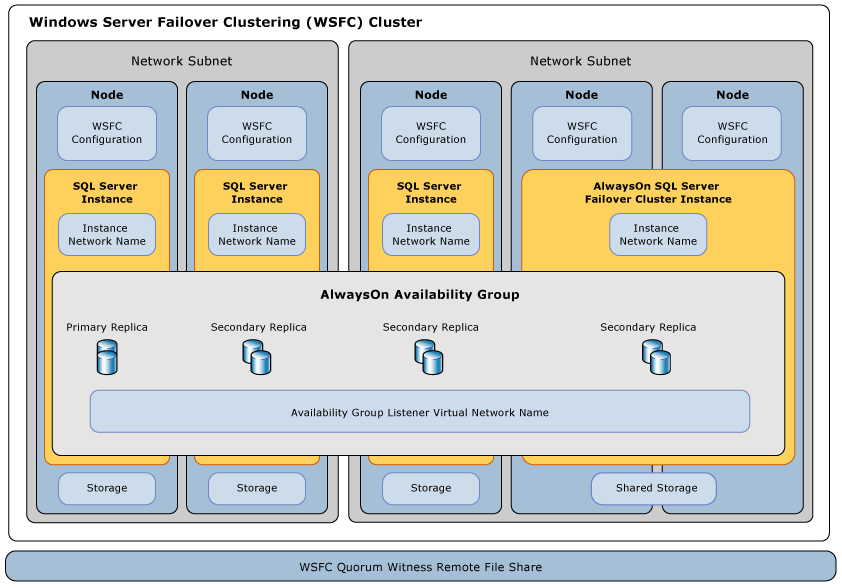 Windows Server Failover Clustering (WSFC) Cluster
Network Subnet
Network Subnet
Node
Node
Node
Node
Node
WSFC
Configuration
WSFC
Configuration
WSFC
Configuration
WSFC
Configuration
WSFC
Configuration
SQL Server
Instance
SQL Server
Instance
SQL Server
Instance
AlwaysOn SQL Server
Failover Cluster Instance
Instance
Network Name
Instance
Network Name
Instance
Network Name
Instance
Network Name
AlwaysOn Availability Group
Primary Replica
Secondary Replica
Secondary Replica
Secondary Replica
Availability Group Listener Virtual Network Name
Storage
Storage
Storage
Shared Storage
WSFC Quorum Witness Remote File Share